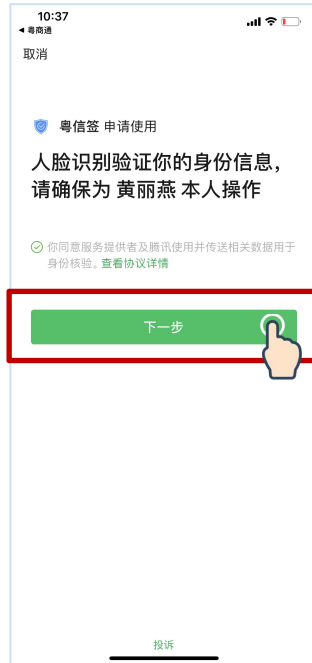 10:37
◀ 粤商通
取消
粤信签 申请使用
人脸识别验证你的身份信息，
请确保为 黄丽燕 本人操作
你同意服务提供者及腾讯使用并传送相关数据用于
身份核验。查看协议详情
下一步
投诉